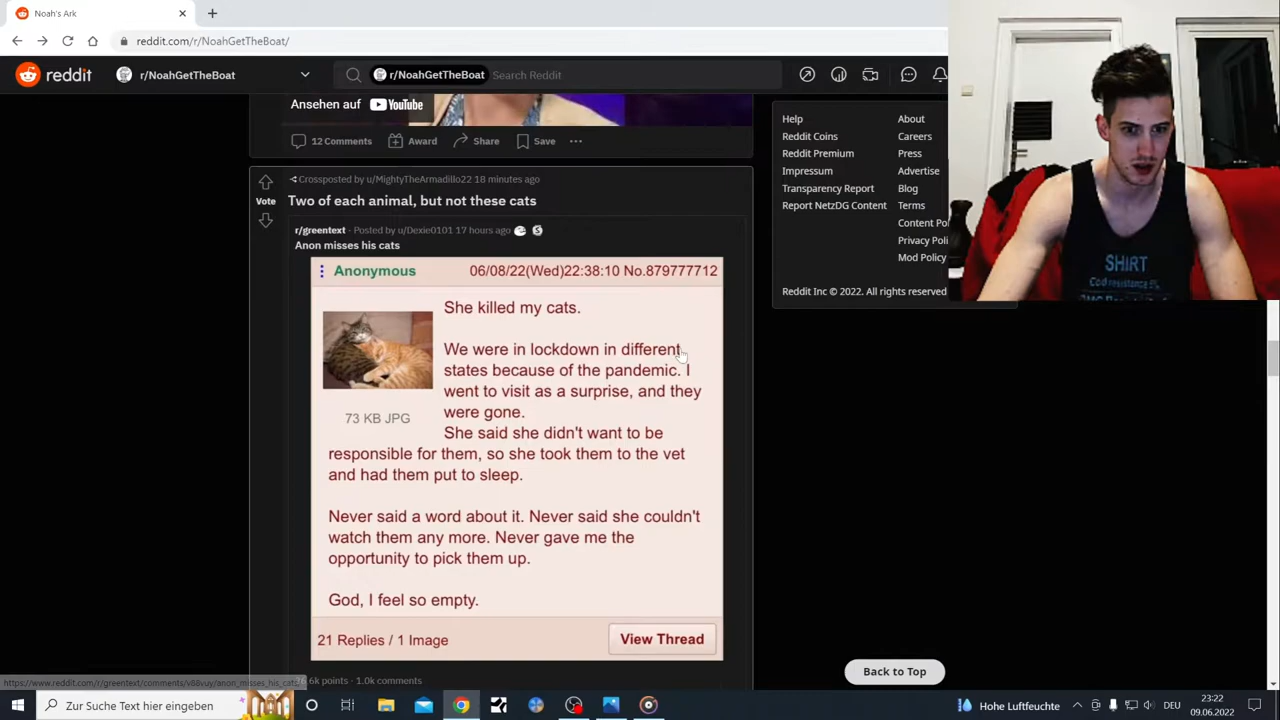 Noah's Ark
reddit.com/r/NoahGetTheBoat/
reddit r/NoahGetTheBoat r/NoahGetTheBoat Search Reddit
Ansehen auf YouTube
12 Comments Award Share Save
Crossposted by u/MightyTheArmadillo22 18 minutes ago
Vote
Two of each animal, but not these cats
r/greentext · Posted by u/Dexie0101 17 hours ago
Anon misses his cats
Anonymous 06/08/22(Wed)22:38:10 No.879777712
She killed my cats.
We were in lockdown in different
states because of the pandemic. I
went to visit as a surprise, and they
were gone.
73 KB JPG
She said she didn't want to be
responsible for them, so she took them to the vet
and had them put to sleep.
Never said a word about it. Never said she couldn't
watch them any more. Never gave me the
opportunity to pick them up.
God, I feel so empty.
21 Replies / 1 Image View Thread
6k points · 1.0k comments
Help About
Reddit Coins Careers
Reddit Premium Press
Impressum Advertise
Transparency Report Blog
Report NetzDG Content Terms
Content Poli
Privacy Poli
Mod Policy
Reddit Inc © 2022. All rights reserved
SHIRT
Back to Top
Zur Suche Text hier eingeben
Hohe Luftfeuchte DEU 23:22
09.06.2022